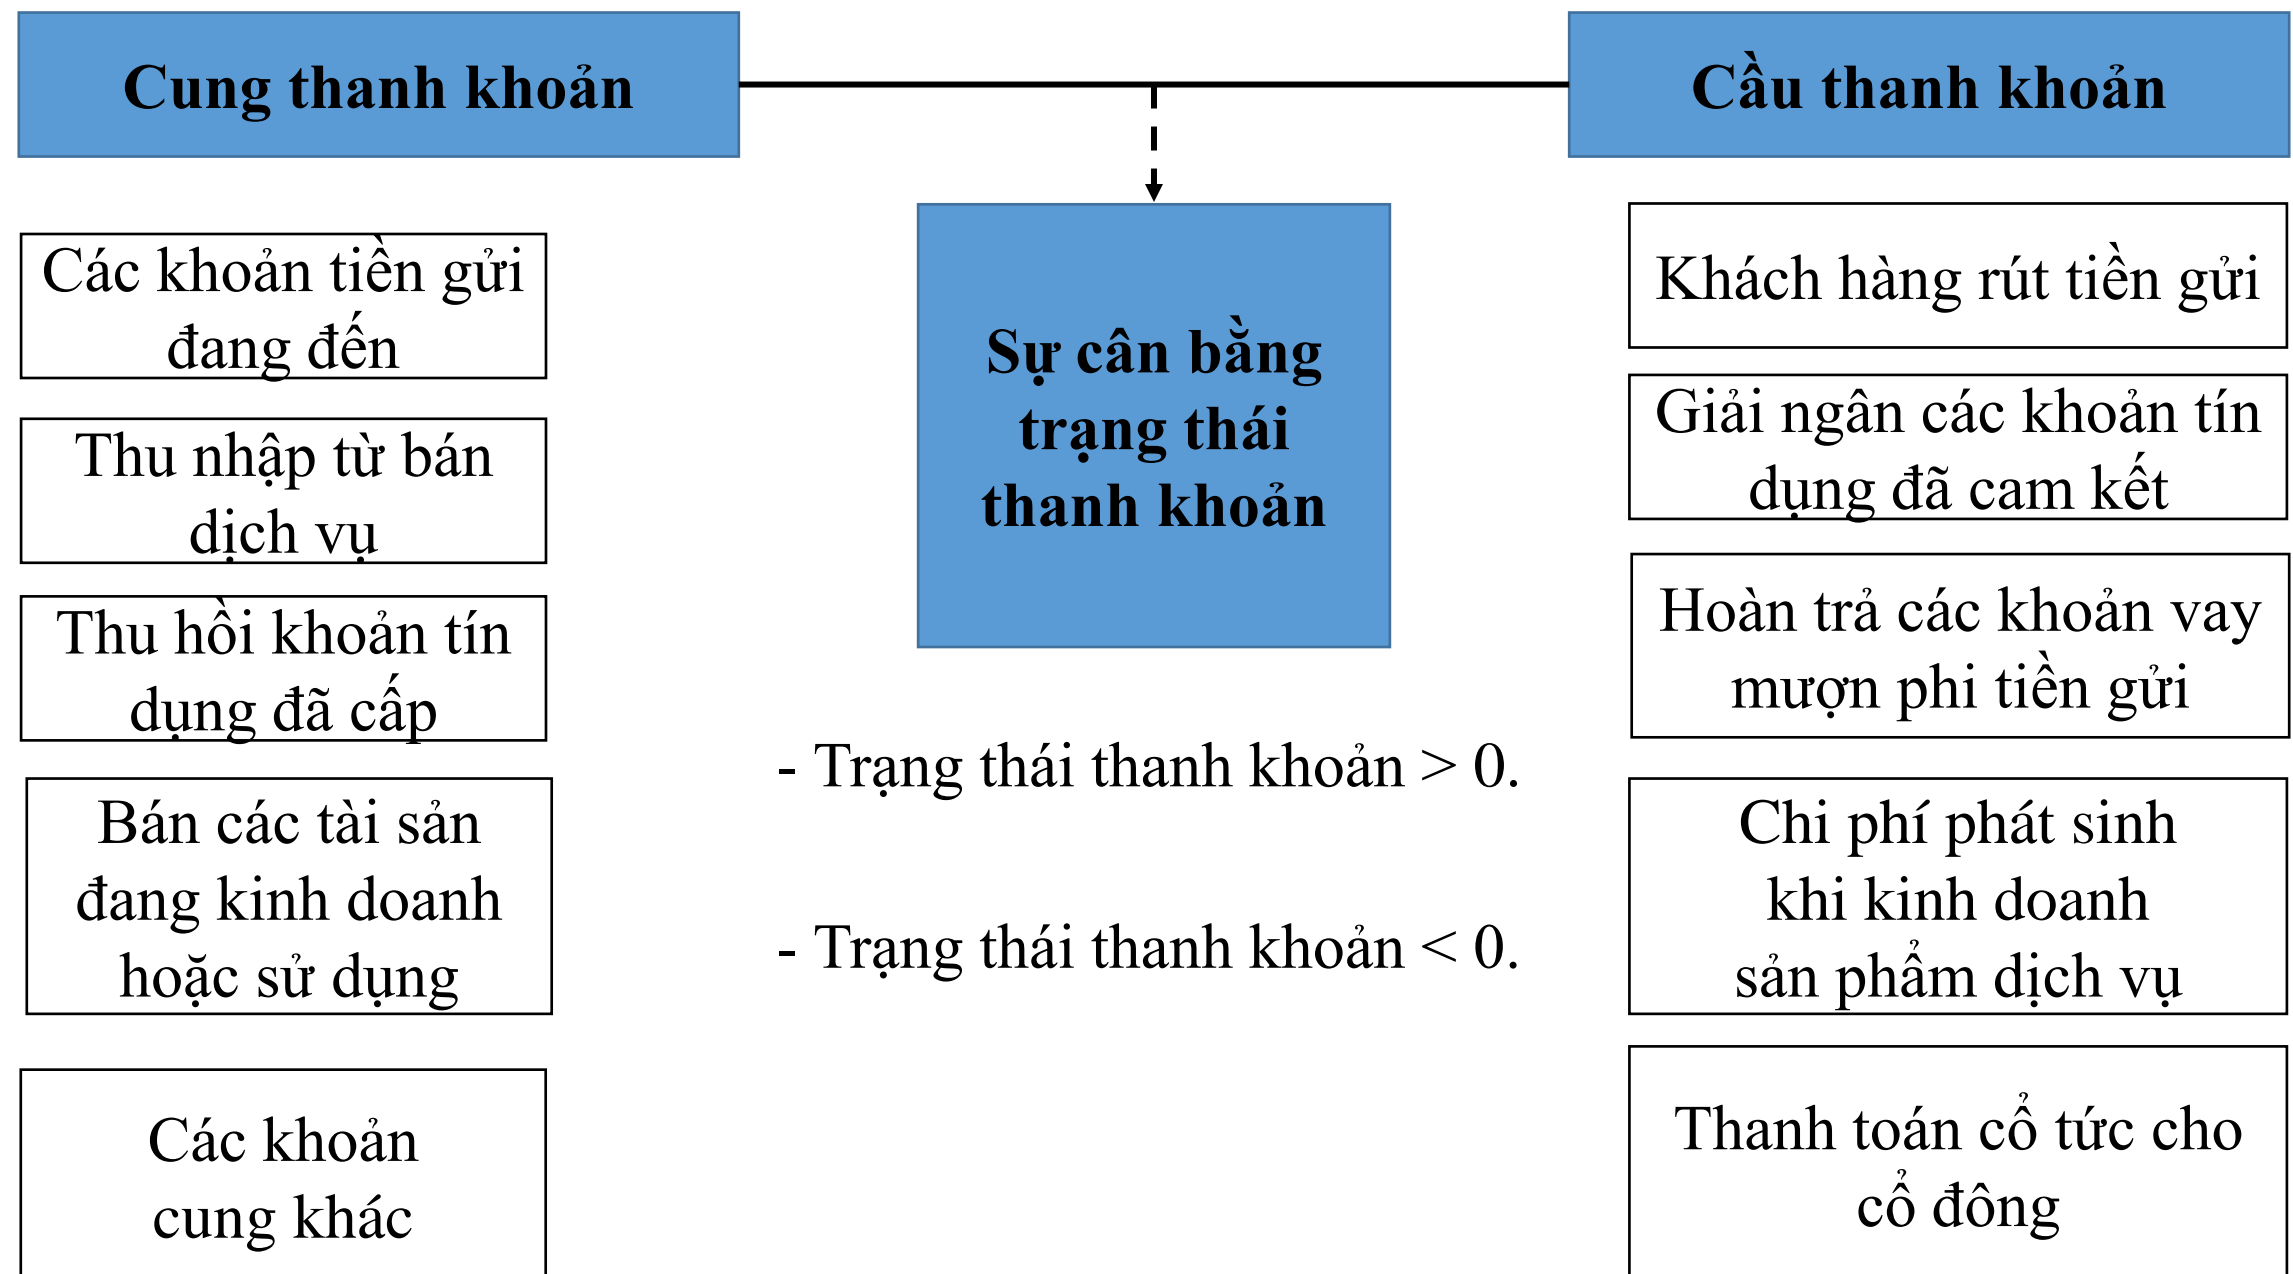 Cung thanh khoản
Cầu thanh khoản
Các khoản tiền gửi
đang đến
Thu nhập từ bán
dịch vụ
Thu hồi khoản tín
dụng đã cấp
Bán các tài sản
đang kinh doanh
hoặc sử dụng
Các khoản
cung khác
Sự cân bằng
trạng thái
thanh khoản
- Trạng thái thanh khoản > 0.
- Trạng thái thanh khoản < 0.
Khách hàng rút tiền gửi
Giải ngân các khoản tín
dụng đã cam kết
Hoàn trả các khoản vay
mượn phi tiền gửi
Chi phí phát sinh
khi kinh doanh
sản phẩm dịch vụ
Thanh toán cổ tức cho
cổ đông